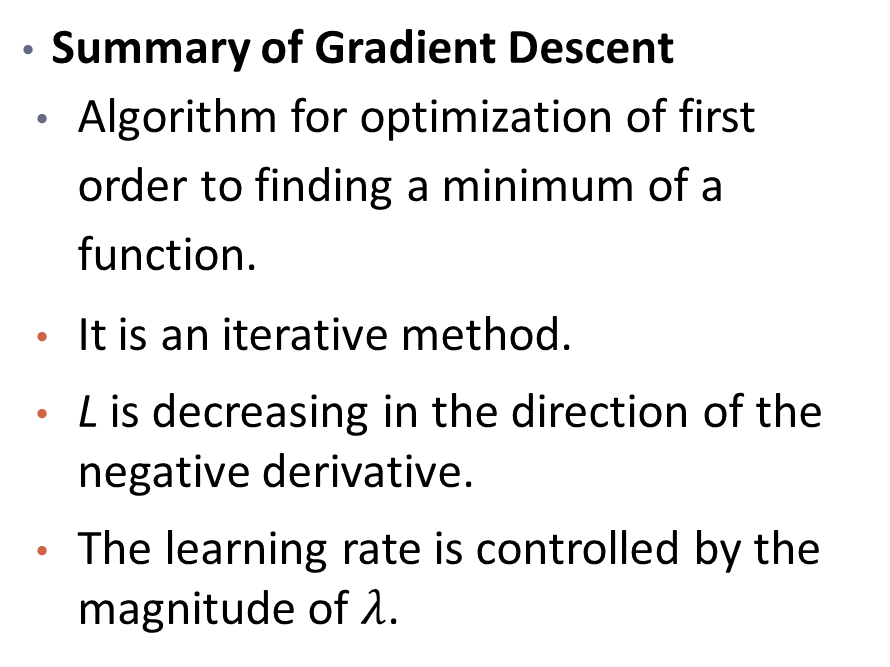 • Summary of Gradient Descent
• Algorithm for optimization of first
order to finding a minimum of a
function.
• It is an iterative method.
• L is decreasing in the direction of the
negative derivative.
• The learning rate is controlled by the
magnitude of λ.